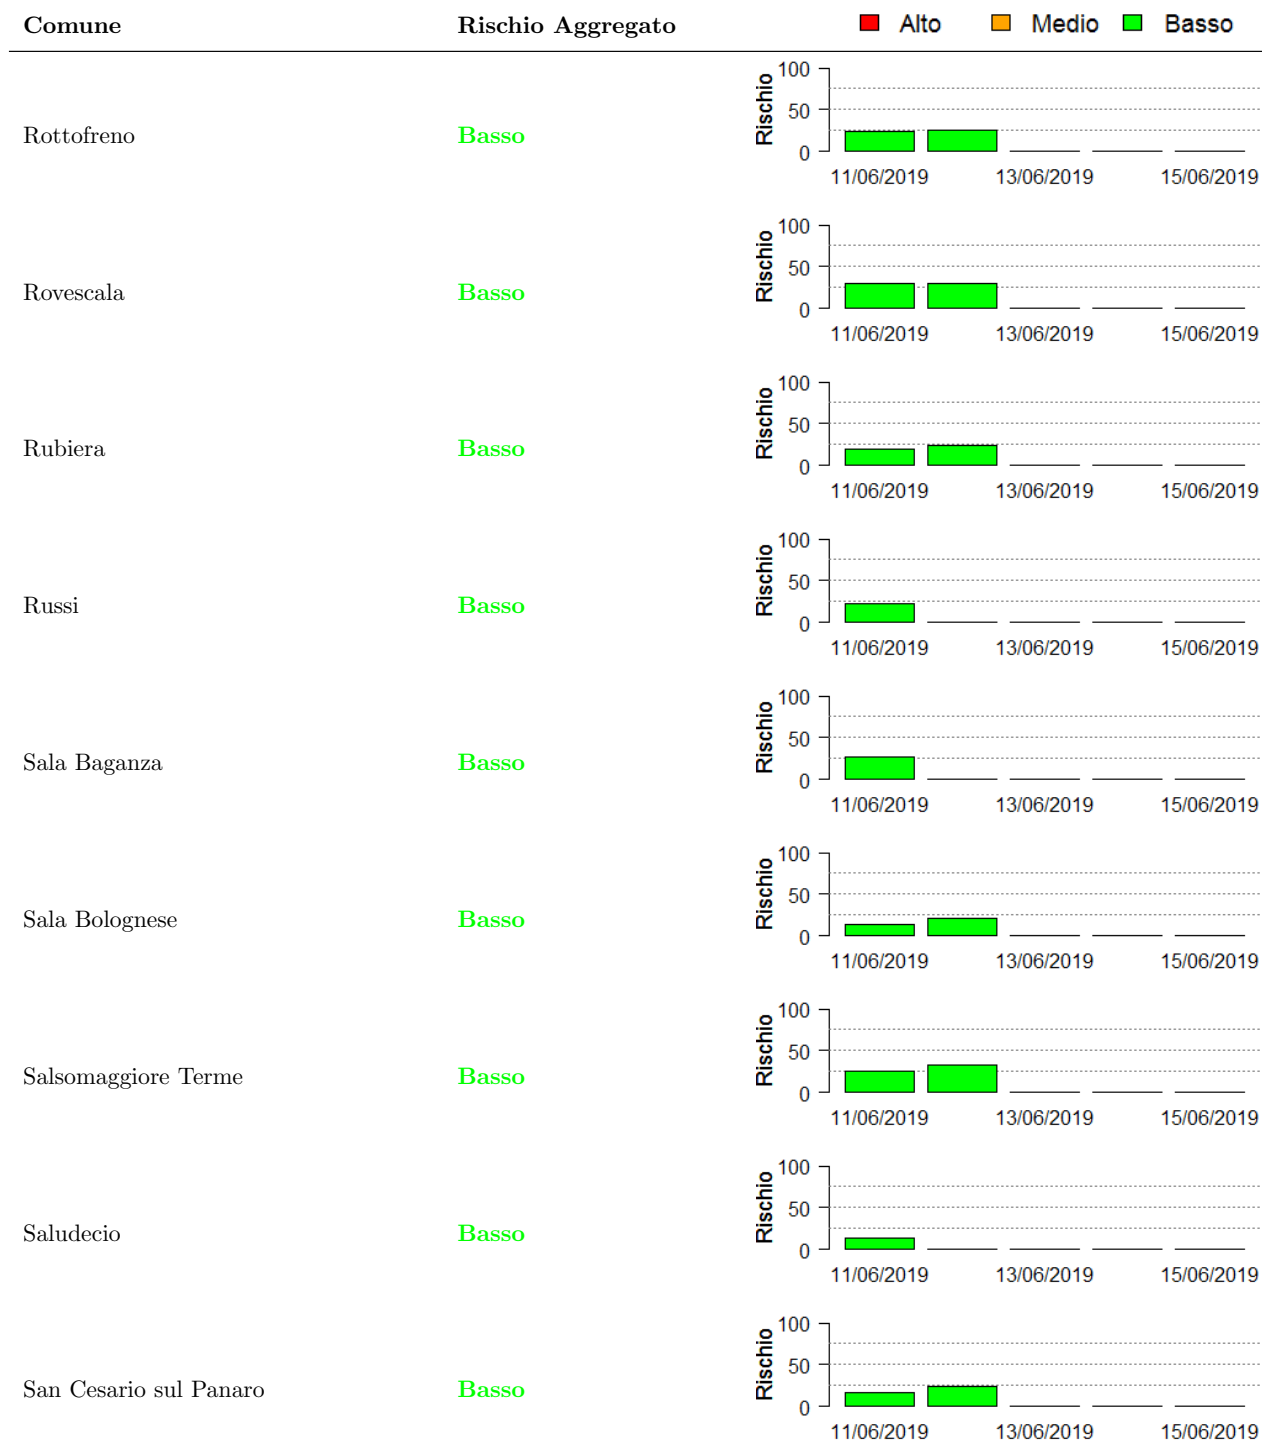 Comune Rischio Aggregato Alto Medio Basso
100
50
0
Rischio
Rottofreno Basso
11/06/2019 13/06/2019 15/06/2019
100
50
0
Rischio
Rovescala Basso
11/06/2019 13/06/2019 15/06/2019
100
50
0
Rischio
Rubiera Basso
11/06/2019 13/06/2019 15/06/2019
100
50
0
Rischio
Russi Basso
11/06/2019 13/06/2019 15/06/2019
100
50
0
Rischio
Sala Baganza Basso
11/06/2019 13/06/2019 15/06/2019
100
50
0
Rischio
Sala Bolognese Basso
11/06/2019 13/06/2019 15/06/2019
100
50
0
Rischio
Salsomaggiore Terme Basso
11/06/2019 13/06/2019 15/06/2019
100
50
0
Rischio
Saludecio Basso
11/06/2019 13/06/2019 15/06/2019
100
50
0
Rischio
San Cesario sul Panaro Basso
11/06/2019 13/06/2019 15/06/2019